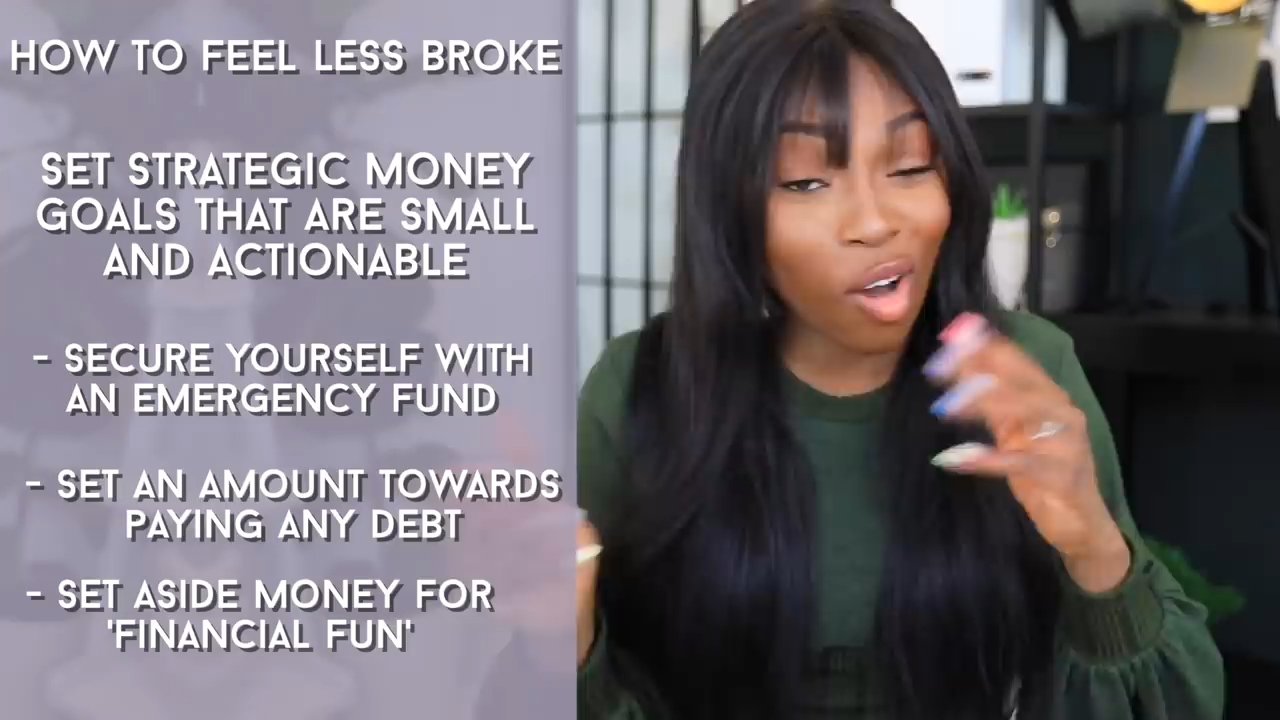 HOW TO FEEL LESS BROKE
SET STRATEGIC MONEY
GOALS THAT ARE SMALL
AND ACTIONABLE
- SECURE YOURSELF WITH
AN EMERGENCY FUND
- SET AN AMOUNT TOWARDS
PAYING ANY DEBT
- SET ASIDE MONEY FOR
'FINANCIAL FUN'